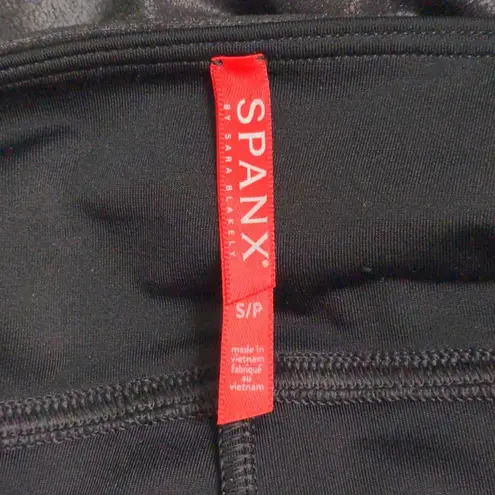 SPANX®
BY SARA BLAKELY
S/P
made in
vietnam
fabriqué
au
vietnam